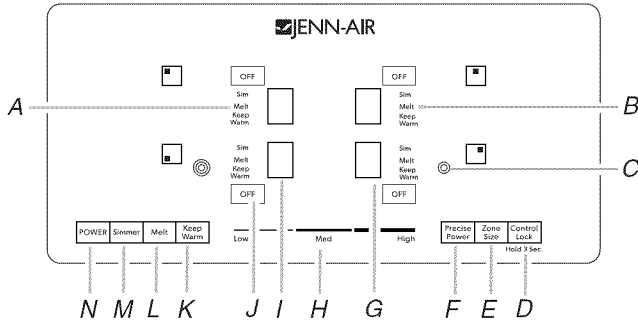 JENN-AIR
OFF
OFF
Sim
Melt
Keep
Warm
Sim
Melt
Keep
Warm
A
B
Sim
Melt
Keep
Warm
Sim
Melt
Keep
Warm
C
OFF
OFF
POWER
Simmer
Melt
Keep
Warm
Low
Med
High
Precise
Power
Zone
Size
Control
Lock
Hold 3 Sec.
N M L K J I H G F E D